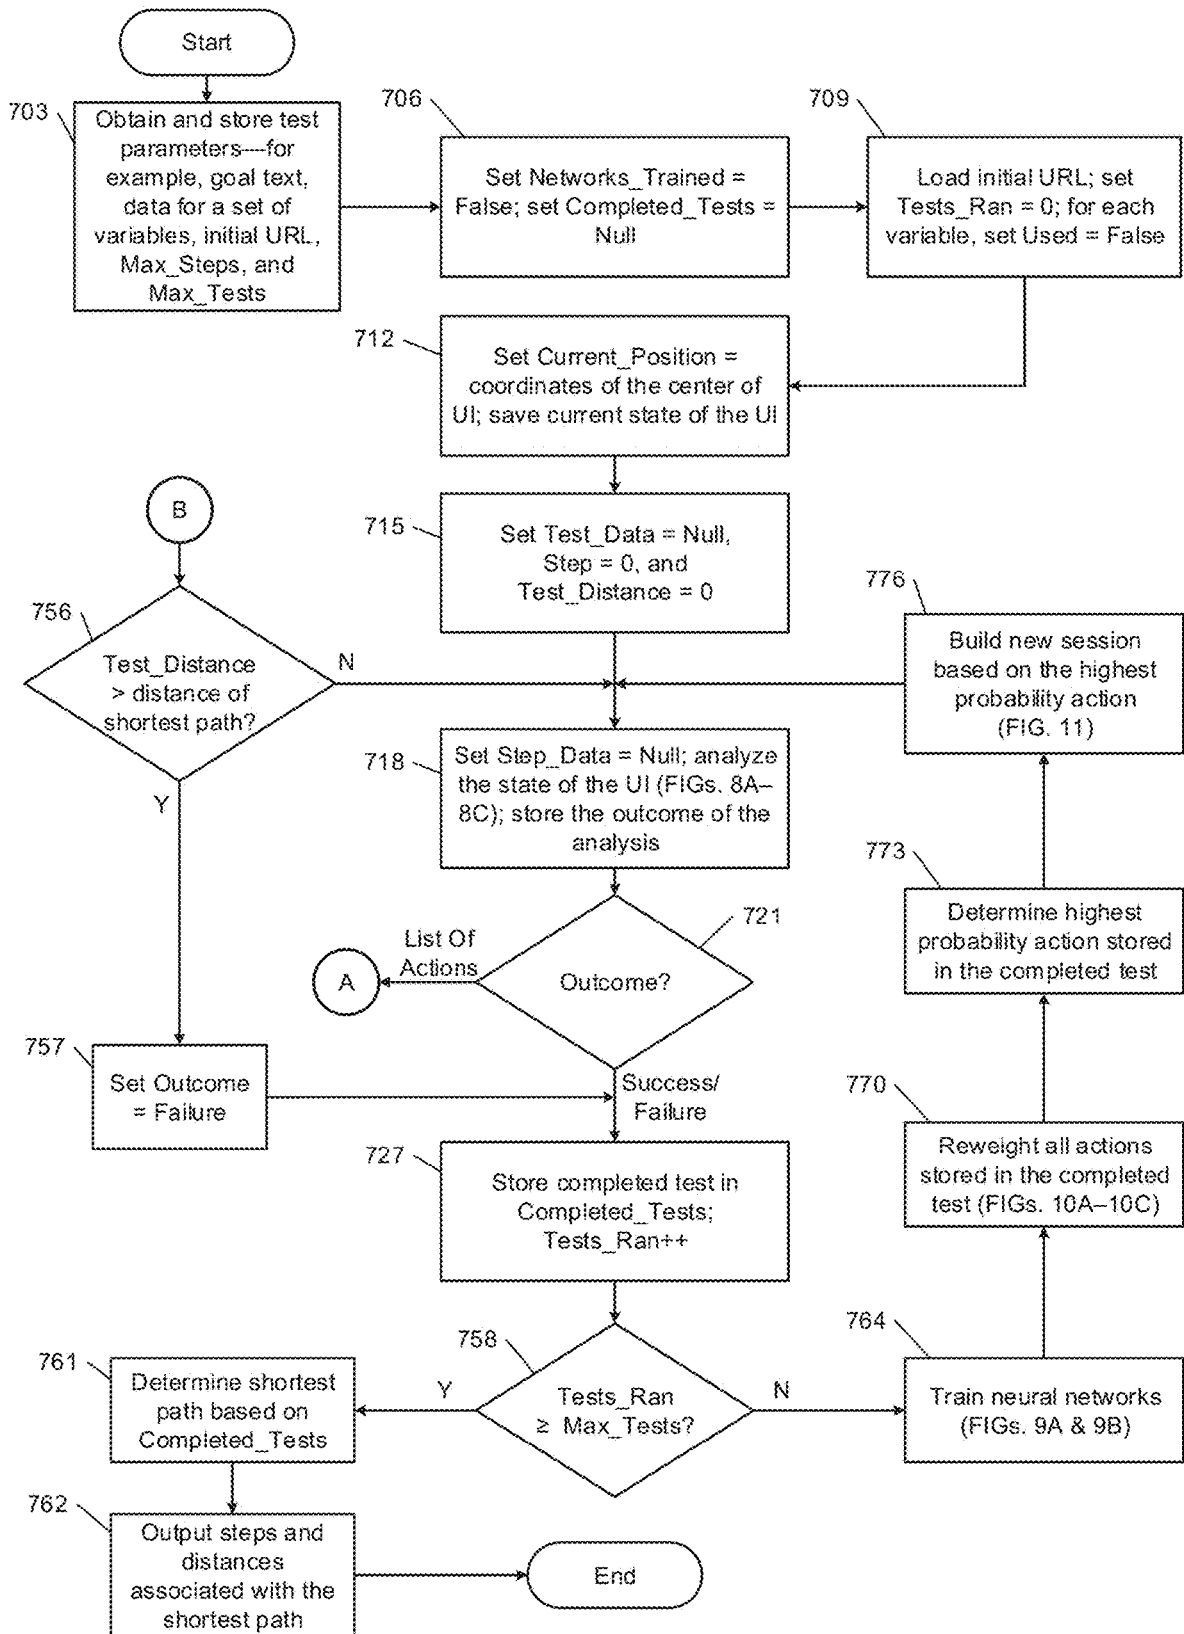 Start
703
Obtain and store test
parameters----for
example, goal text,
data for a set of
variables, initial URL,
Max_Steps, and
Max_Tests
706
Set Networks_Trained =
False; set Completed_Tests =
Null
709
Load initial URL; set
Tests_Ran = 0; for each
variable, set Used = False
712
Set Current_Position =
coordinates of the center of
UI; save current state of the UI
B
715
Set Test_Data = Null,
Step = 0, and
Test_Distance = 0
756
Test_Distance
> distance of
shortest path?
N
Y
776
Build new session
based on the highest
probability action
(FIG. 11)
718
Set Step_Data = Null; analyze
the state of the UI (FIGs. 8A–
8C); store the outcome of the
analysis
773
Determine highest
probability action stored
in the completed test
721
Outcome?
List Of
Actions
A
757
Set Outcome
= Failure
Success/
Failure
770
Reweight all actions
stored in the completed
test (FIGs. 10A–10C)
727
Store completed test in
Completed_Tests;
Tests_Ran++
758
Tests_Ran
≥ Max_Tests?
Y
N
764
Train neural networks
(FIGs. 9A & 9B)
761
Determine shortest
path based on
Completed_Tests
762
Output steps and
distances
associated with the
shortest path
End